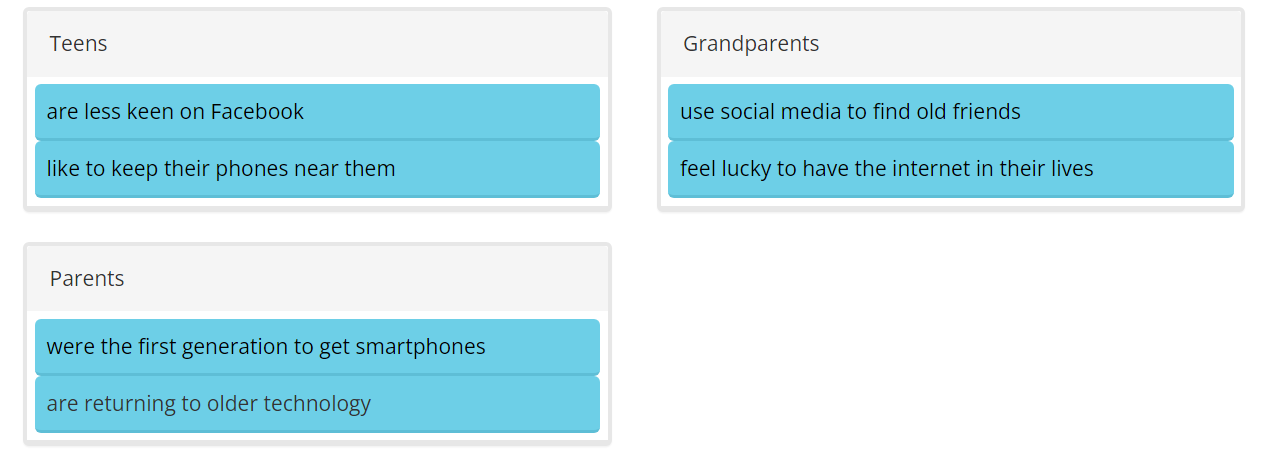 Teens
are less keen on Facebook
like to keep their phones near them
Grandparents
use social media to find old friends
feel lucky to have the internet in their lives
Parents
were the first generation to get smartphones
are returning to older technology